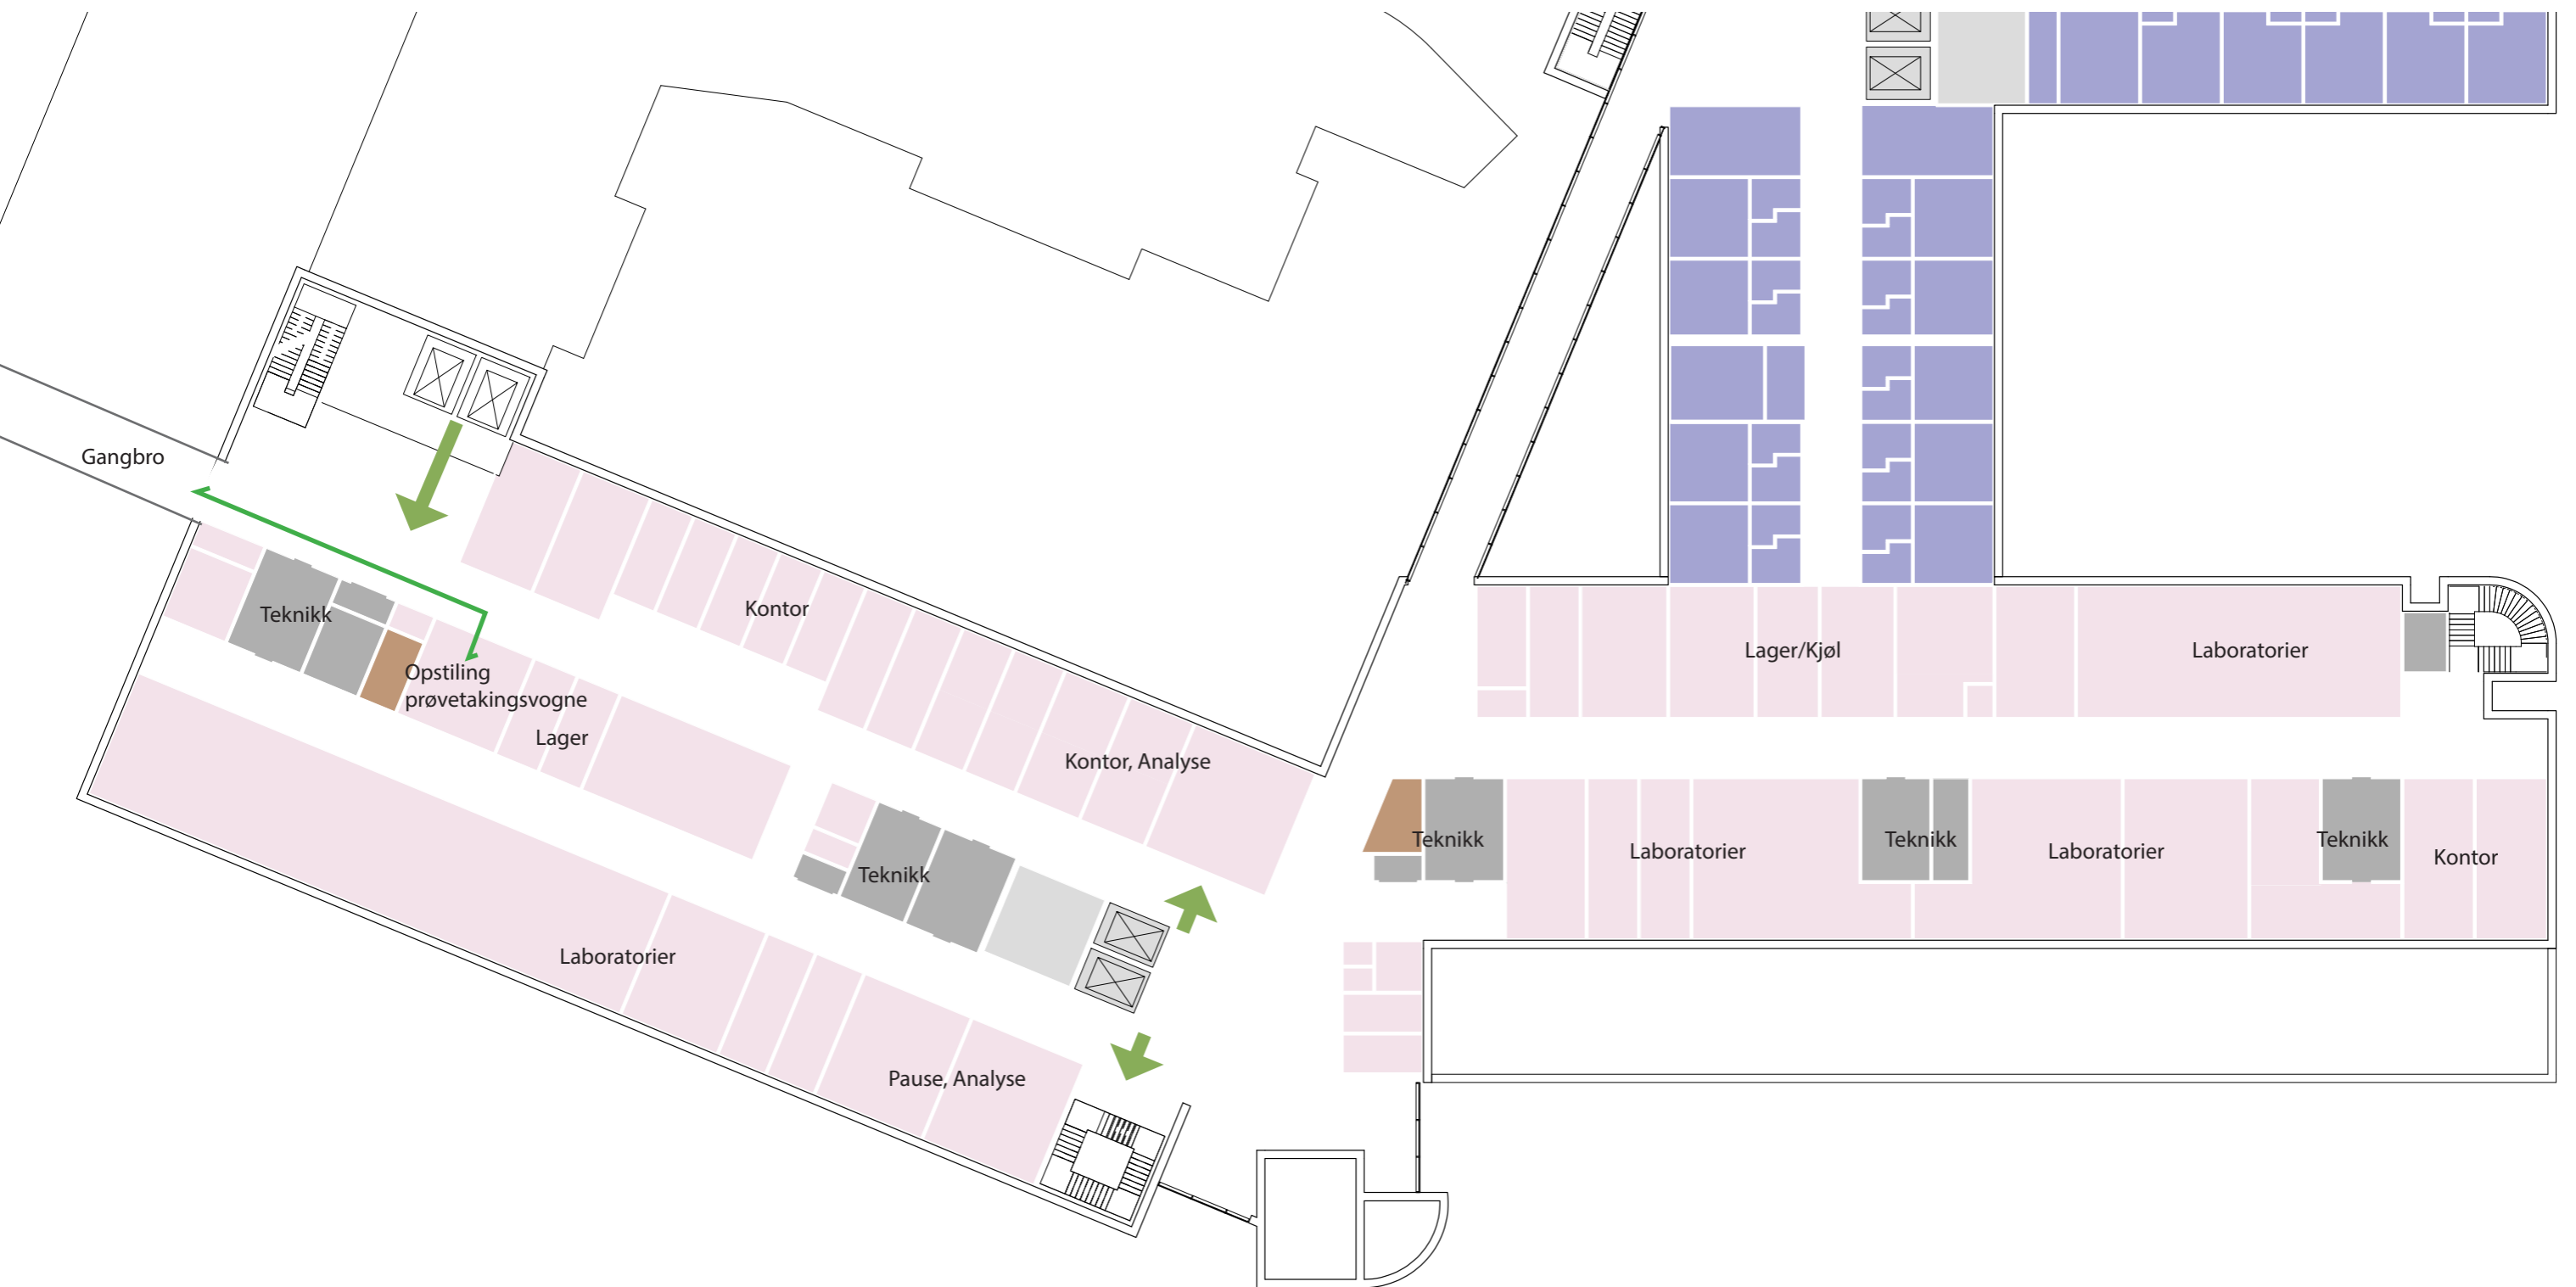 Gangbro
Teknikk
Kontor
Opstiling
prøvetakingsvogne
Lager
Kontor, Analyse
Teknikk
Laboratorier
Pause, Analyse
Lager/Kjøl
Laboratorier
Teknikk
Laboratorier
Teknikk
Laboratorier
Teknikk
Kontor